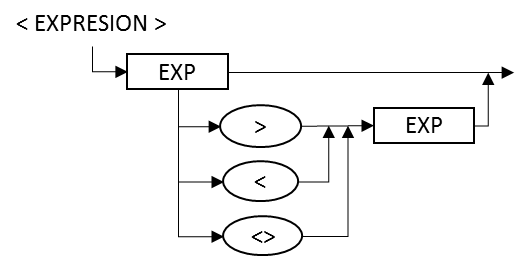 < EXPRESION >
EXP
>
EXP
<
<>